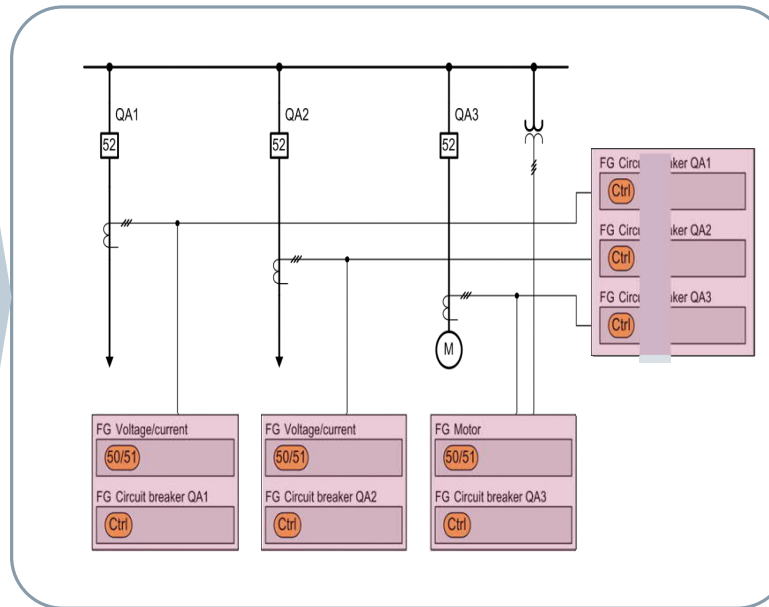 QA1
QA2
QA3
52
52
52
M
FG Circu aker QA1
Ctrl
FG Circu aker QA2
Ctrl
FG Circu aker QA3
Ctrl
FG Voltage/current
50/51
FG Circuit breaker QA1
Ctrl
FG Voltage/current
50/51
FG Circuit breaker QA2
Ctrl
FG Motor
50/51
FG Circuit breaker QA3
Ctrl